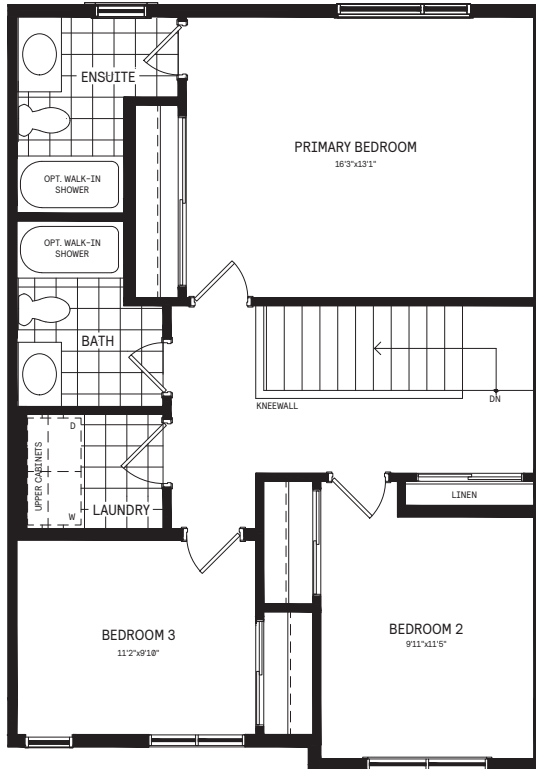 ENSUITE
PRIMARY BEDROOM
16'3"x13'1"
OPT. WALK-IN
SHOWER
OPT. WALK-IN
SHOWER
BATH
KNEEWALL
DN
D
UPPER CABINETS
W
LAUNDRY
LINEN
BEDROOM 3
11'2"x9'10"
BEDROOM 2
9'11"x11'5"